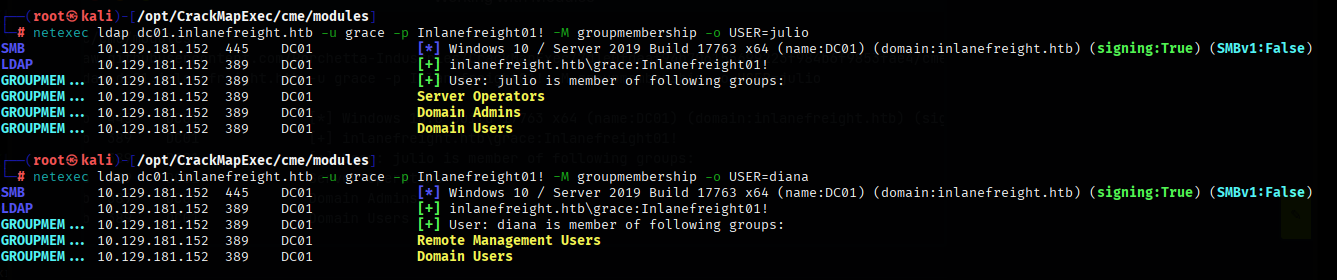 ┌──(root㉿kali)-[/opt/CrackMapExec/cme/modules]
└─# netexec ldap dc01.inlanefreight.htb -u grace -p Inlanefreight01! -M groupmembership -o USER=julio
SMB 10.129.181.152 445 DC01 [*] Windows 10 / Server 2019 Build 17763 x64 (name:DC01) (domain:inlanefreight.htb) (signing:True) (SMBv1:False)
LDAP 10.129.181.152 389 DC01 [+] inlanefreight.htb\grace:Inlanefreight01!
GROUPMEM... 10.129.181.152 389 DC01 [+] User: julio is member of following groups:
GROUPMEM... 10.129.181.152 389 DC01 Server Operators
GROUPMEM... 10.129.181.152 389 DC01 Domain Admins
GROUPMEM... 10.129.181.152 389 DC01 Domain Users
┌──(root㉿kali)-[/opt/CrackMapExec/cme/modules]
└─# netexec ldap dc01.inlanefreight.htb -u grace -p Inlanefreight01! -M groupmembership -o USER=diana
SMB 10.129.181.152 445 DC01 [*] Windows 10 / Server 2019 Build 17763 x64 (name:DC01) (domain:inlanefreight.htb) (signing:True) (SMBv1:False)
LDAP 10.129.181.152 389 DC01 [+] inlanefreight.htb\grace:Inlanefreight01!
GROUPMEM... 10.129.181.152 389 DC01 [+] User: diana is member of following groups:
GROUPMEM... 10.129.181.152 389 DC01 Remote Management Users
GROUPMEM... 10.129.181.152 389 DC01 Domain Users